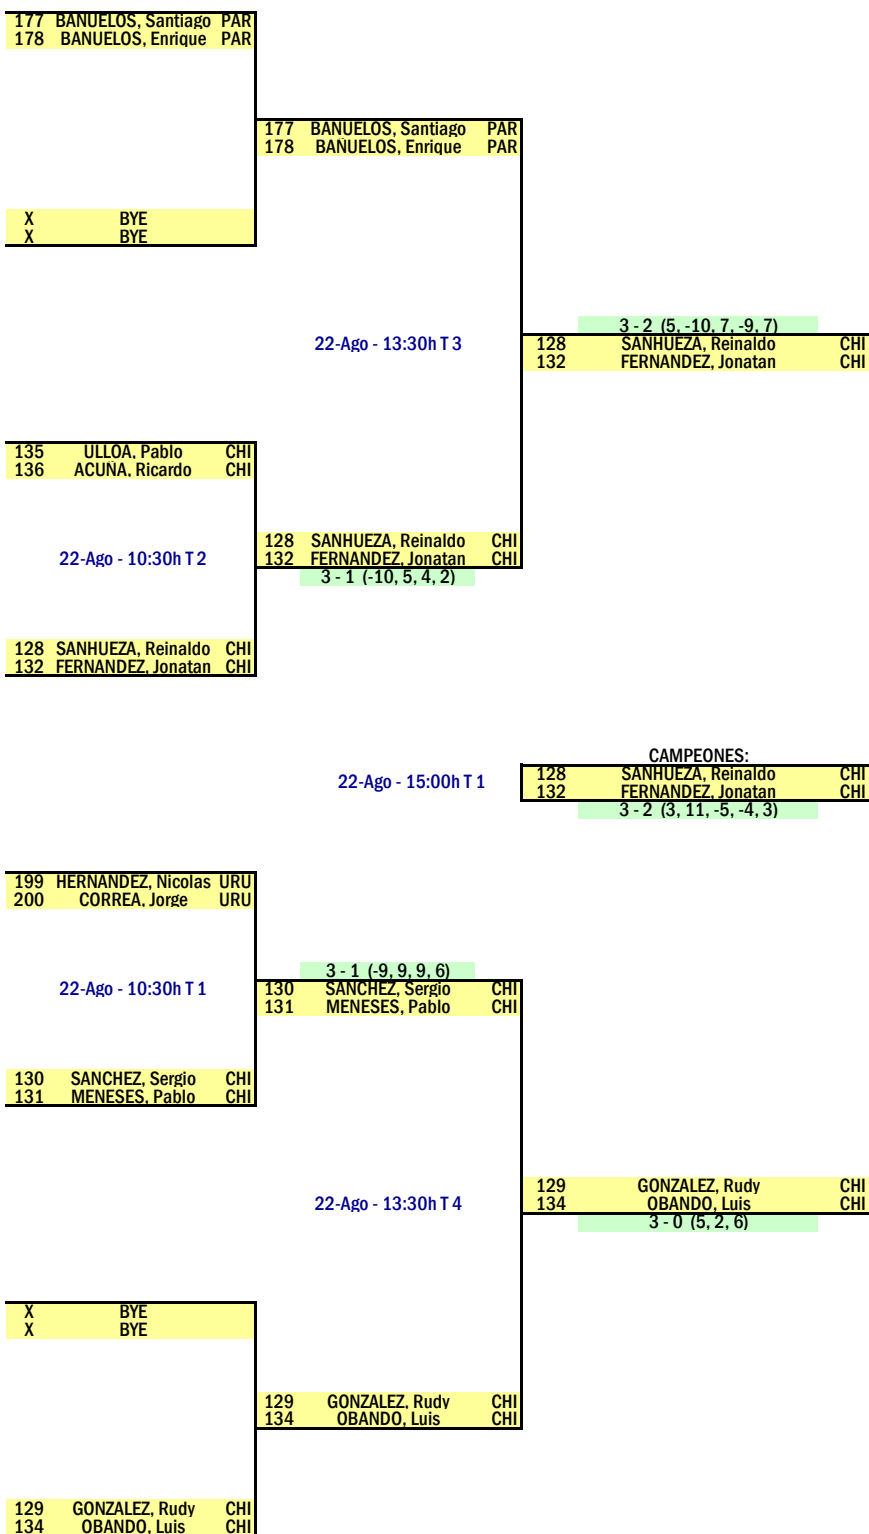 177 BAÑUELOS, Santiago PAR
178 BAÑUELOS, Enrique PAR
177 BAÑUELOS, Santiago PAR
178 BAÑUELOS, Enrique PAR
X BYE
X BYE
22-Ago - 13:30h T 3
3 - 2 (5, -10, 7, -9, 7)
128 SANHUEZA, Reinaldo CHI
132 FERNANDEZ, Jonatan CHI
135 ULLOA, Pablo CHI
136 ACUÑA, Ricardo CHI
22-Ago - 10:30h T 2
128 SANHUEZA, Reinaldo CHI
132 FERNANDEZ, Jonatan CHI
3 - 1 (-10, 5, 4, 2)
128 SANHUEZA, Reinaldo CHI
132 FERNANDEZ, Jonatan CHI
22-Ago - 15:00h T 1
CAMPEONES:
128 SANHUEZA, Reinaldo CHI
132 FERNANDEZ, Jonatan CHI
3 - 2 (3, 11, -5, -4, 3)
199 HERNANDEZ, Nicolas URU
200 CORREA, Jorge URU
22-Ago - 10:30h T 1
3 - 1 (-9, 9, 9, 6)
130 SANCHEZ, Sergio CHI
131 MENESES, Pablo CHI
130 SANCHEZ, Sergio CHI
131 MENESES, Pablo CHI
22-Ago - 13:30h T 4
129 GONZALEZ, Rudy CHI
134 OBANDO, Luis CHI
3 - 0 (5, 2, 6)
X BYE
X BYE
129 GONZALEZ, Rudy CHI
134 OBANDO, Luis CHI
129 GONZALEZ, Rudy CHI
134 OBANDO, Luis CHI